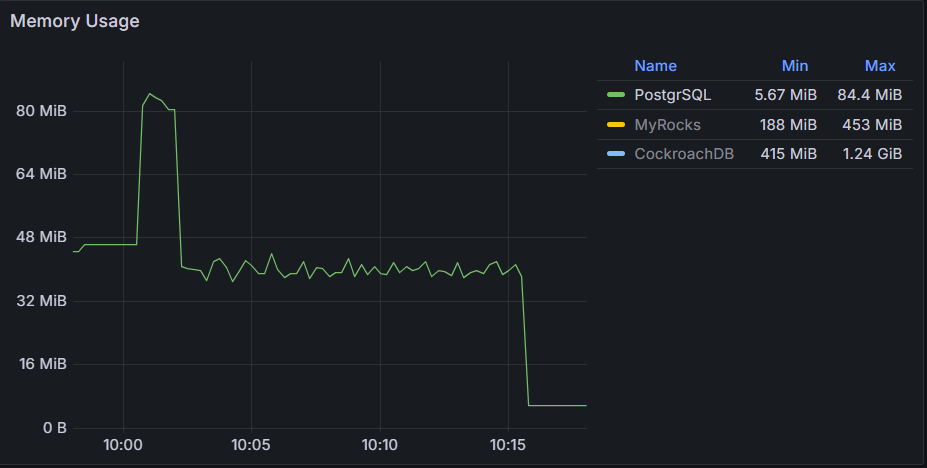 Memory Usage
Name Min Max
PostgrSQL 5.67 MiB 84.4 MiB
MyRocks 188 MiB 453 MiB
CockroachDB 415 MiB 1.24 GiB
80 MiB
64 MiB
48 MiB
32 MiB
16 MiB
0 B
10:00 10:05 10:10 10:15